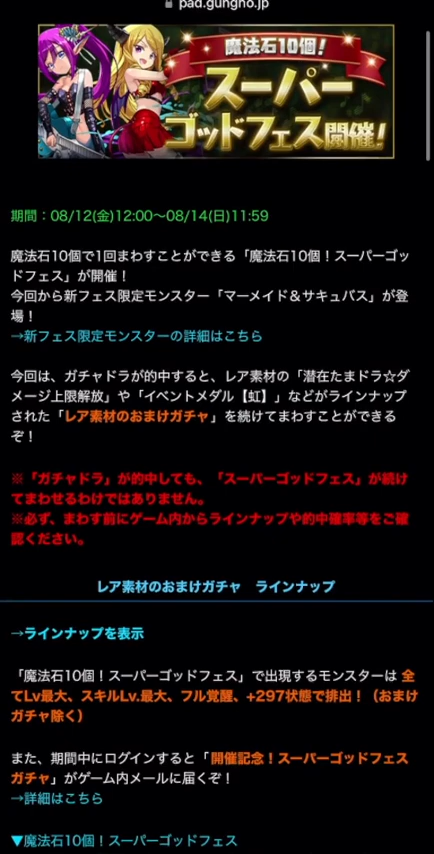 pad.gungho.jp
魔法石10個!
スーパー
ゴッドフェス開催!
期間：08/12(金)12:00～08/14(日)11:59
魔法石10個で1回まわすことができる「魔法石10個！スーパーゴッ
ドフェス」が開催！
今回から新フェス限定モンスター「マーメイド＆サキュバス」が登
場！
→新フェス限定モンスターの詳細はこちら
今回は、ガチャドラが的中すると、レア素材の「潜在たまドラ☆ダ
メージ上限解放」や「イベントメダル【虹】」などがラインナップ
された「レア素材のおまけガチャ」を続けてまわすことができる
ぞ！
※「ガチャドラ」が的中しても、「スーパーゴッドフェス」が続け
てまわせるわけではありません。
※必ず、まわす前にゲーム内からラインナップや的中確率等をご確
認ください。
レア素材のおまけガチャ　ラインナップ
→ラインナップを表示
「魔法石10個！スーパーゴッドフェス」で出現するモンスターは 全
てLv最大、スキルLv.最大、フル覚醒、+297状態で排出！（おまけ
ガチャ除く）
また、期間中にログインすると「開催記念！スーパーゴッドフェス
ガチャ」がゲーム内メールに届くぞ！
→詳細はこちら
▼魔法石10個！スーパーゴッドフェス